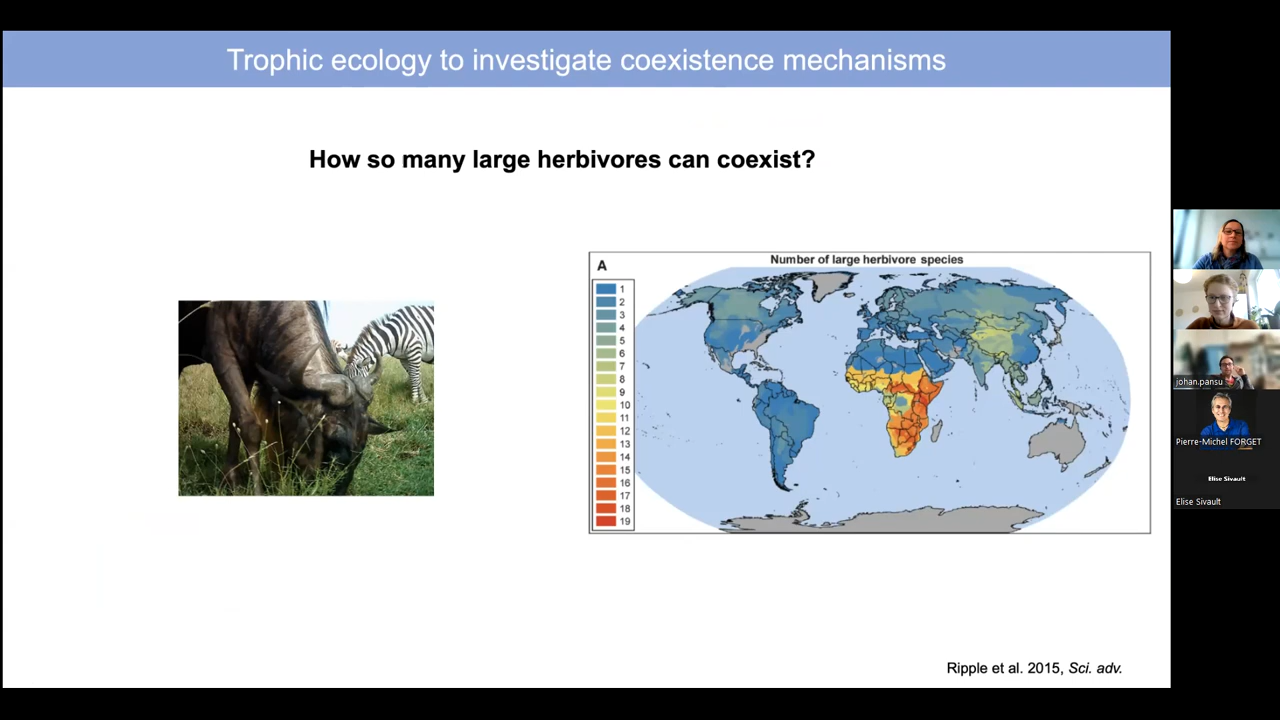 Trophic ecology to investigate coexistence mechanisms
How so many large herbivores can coexist?
A
Number of large herbivore species
1
2
3
4
5
6
7
8
9
10
11
12
13
14
15
16
17
18
19
Ripple et al. 2015, Sci. adv.
johan.pansu
Pierre-Michel FORGET
Elise Sivault
Elise Sivault